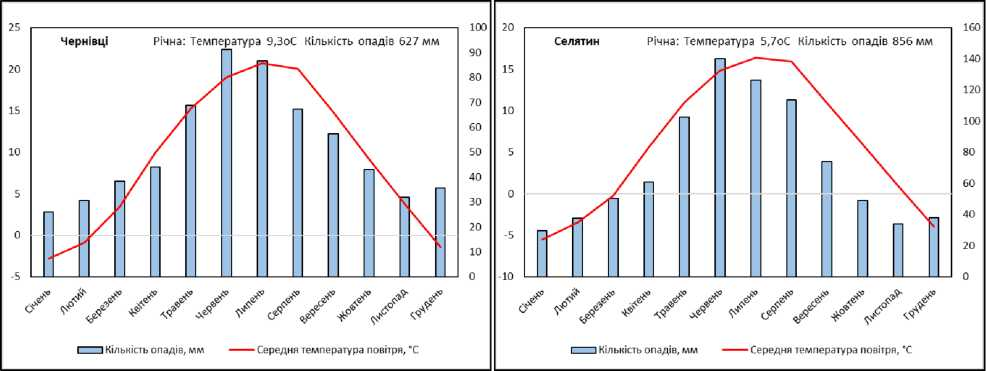 Чернівці Річна: Температура 9,3оС Кількість опадів 627 мм
25
20
15
10
5
0
-5
100
90
80
70
60
50
40
30
20
10
0
Січень
Лютий
Березень
Квітень
Травень
Червень
Липень
Серпень
Вересень
Жовтень
Листопад
Грудень
Кількість опадів, мм Середня температура повітря, °С
Селятин Річна: Температура 5,7оС Кількість опадів 856 мм
20
15
10
5
0
-5
-10
160
140
120
100
80
60
40
20
0
Січень
Лютий
Березень
Квітень
Травень
Червень
Липень
Серпень
Вересень
Жовтень
Листопад
Грудень
Кількість опадів, мм Середня температура повітря, °С